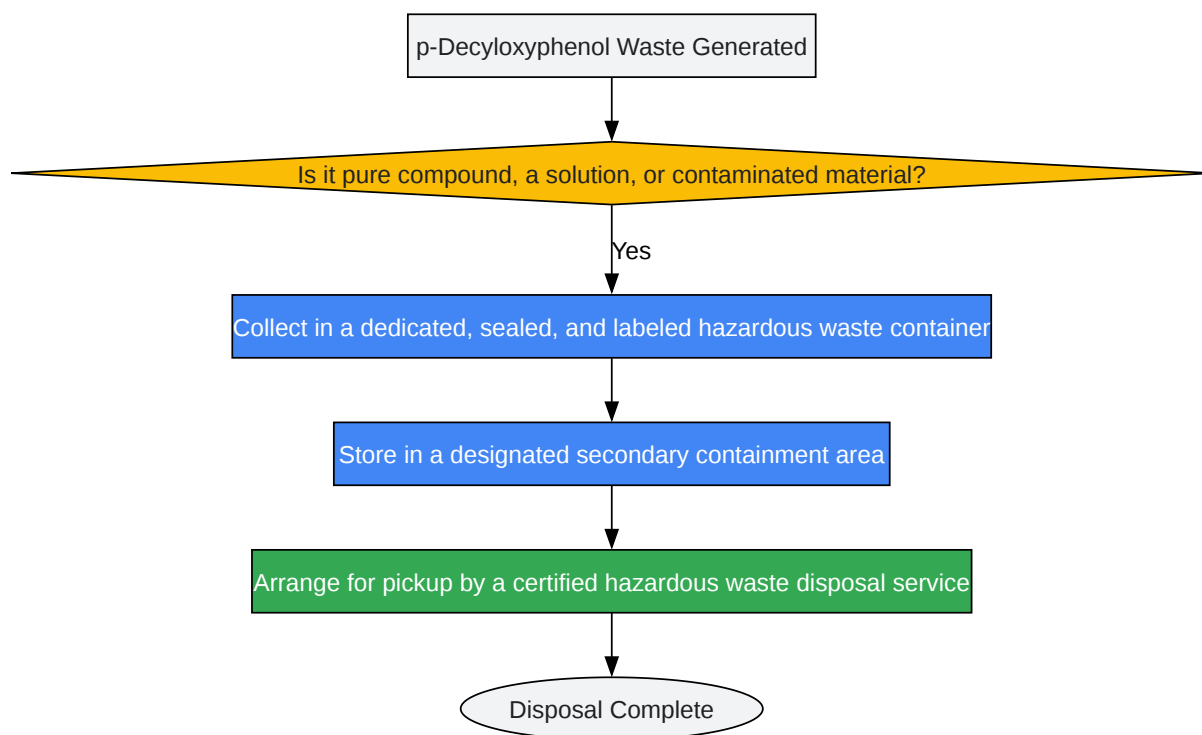 p-Decyloxyphenol Waste Generated
Is it pure compound, a solution, or contaminated material?
Yes
Collect in a dedicated, sealed, and labeled hazardous waste container
Store in a designated secondary containment area
Arrange for pickup by a certified hazardous waste disposal service
Disposal Complete